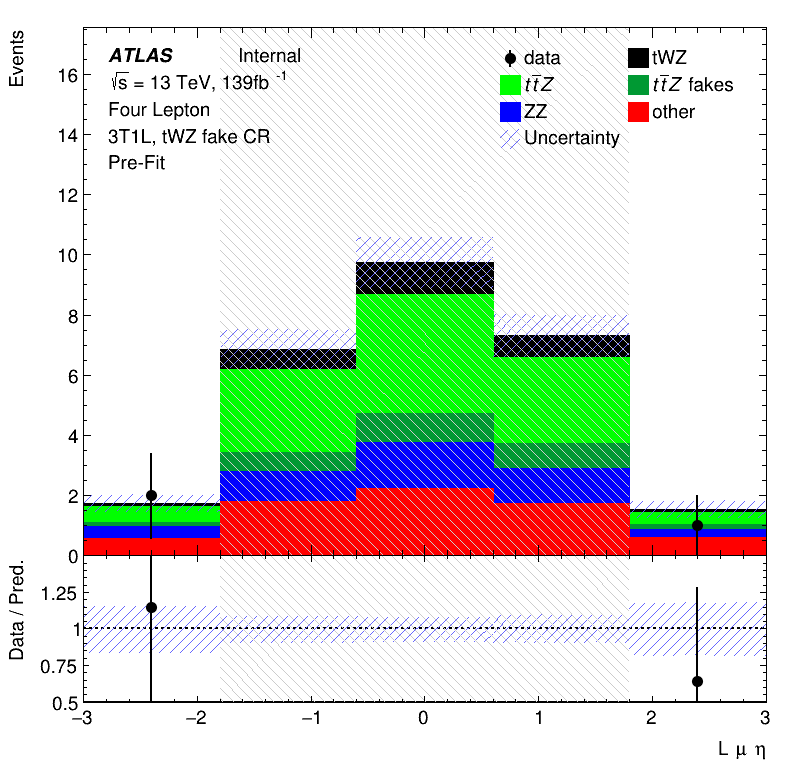 Events
ATLAS Internal
√s = 13 TeV, 139fb⁻¹
Four Lepton
3T1L, tWZ fake CR
Pre-Fit
data
tWZ
tt̄Z
tt̄Z fakes
ZZ
other
Uncertainty
16
14
12
10
8
6
4
2
0
Data / Pred.
1.25
1
0.75
0.5
−3 −2 −1 0 1 2 3
L μ η